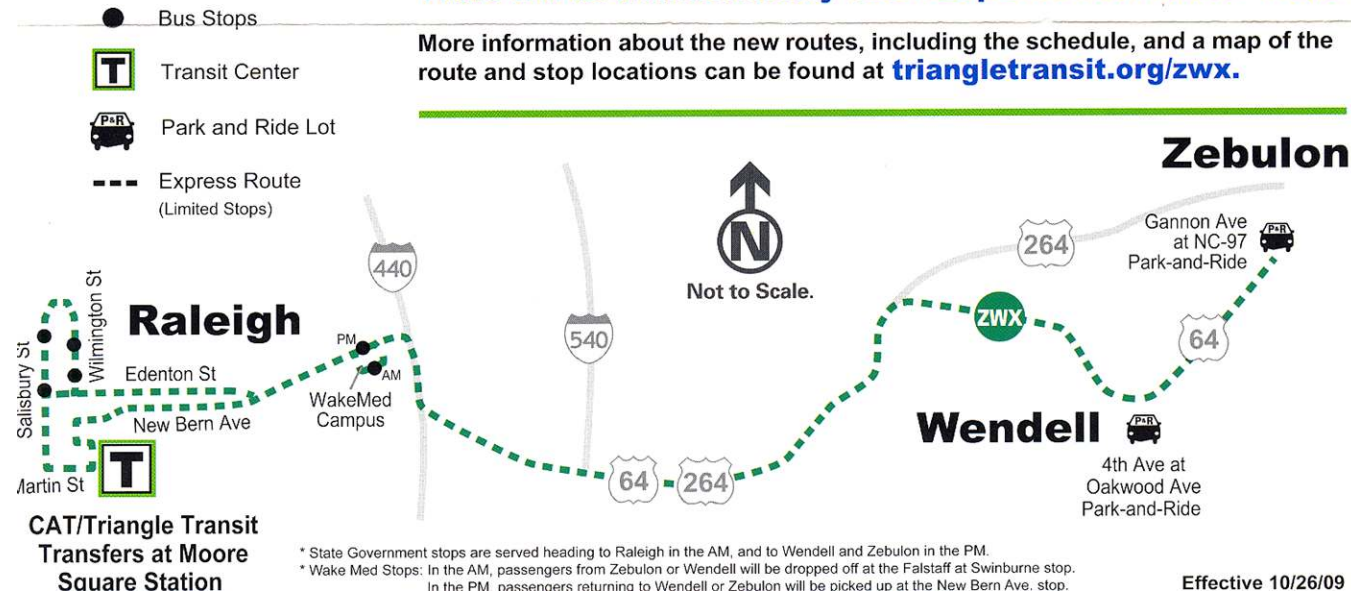 Bus Stops
T
Transit Center
P&R
Park and Ride Lot
Express Route
(Limited Stops)
More information about the new routes, including the schedule, and a map of the
route and stop locations can be found at triangletransit.org/zwx.
Zebulon
Gannon Ave
at NC-97
Park-and-Ride
P&R
264
440
N
Not to Scale.
540
ZWX
64
Raleigh
Salisbury St
Wilmington St
Edenton St
New Bern Ave
PM
AM
WakeMed
Campus
Wendell
P&R
4th Ave at
Oakwood Ave
Park-and-Ride
64
264
Martin St
T
CAT/Triangle Transit
Transfers at Moore
Square Station
* State Government stops are served heading to Raleigh in the AM, and to Wendell and Zebulon in the PM.
* Wake Med Stops: In the AM, passengers from Zebulon or Wendell will be dropped off at the Falstaff at Swinburne stop.
In the PM, passengers returning to Wendell or Zebulon will be picked up at the New Bern Ave. stop.
Effective 10/26/09